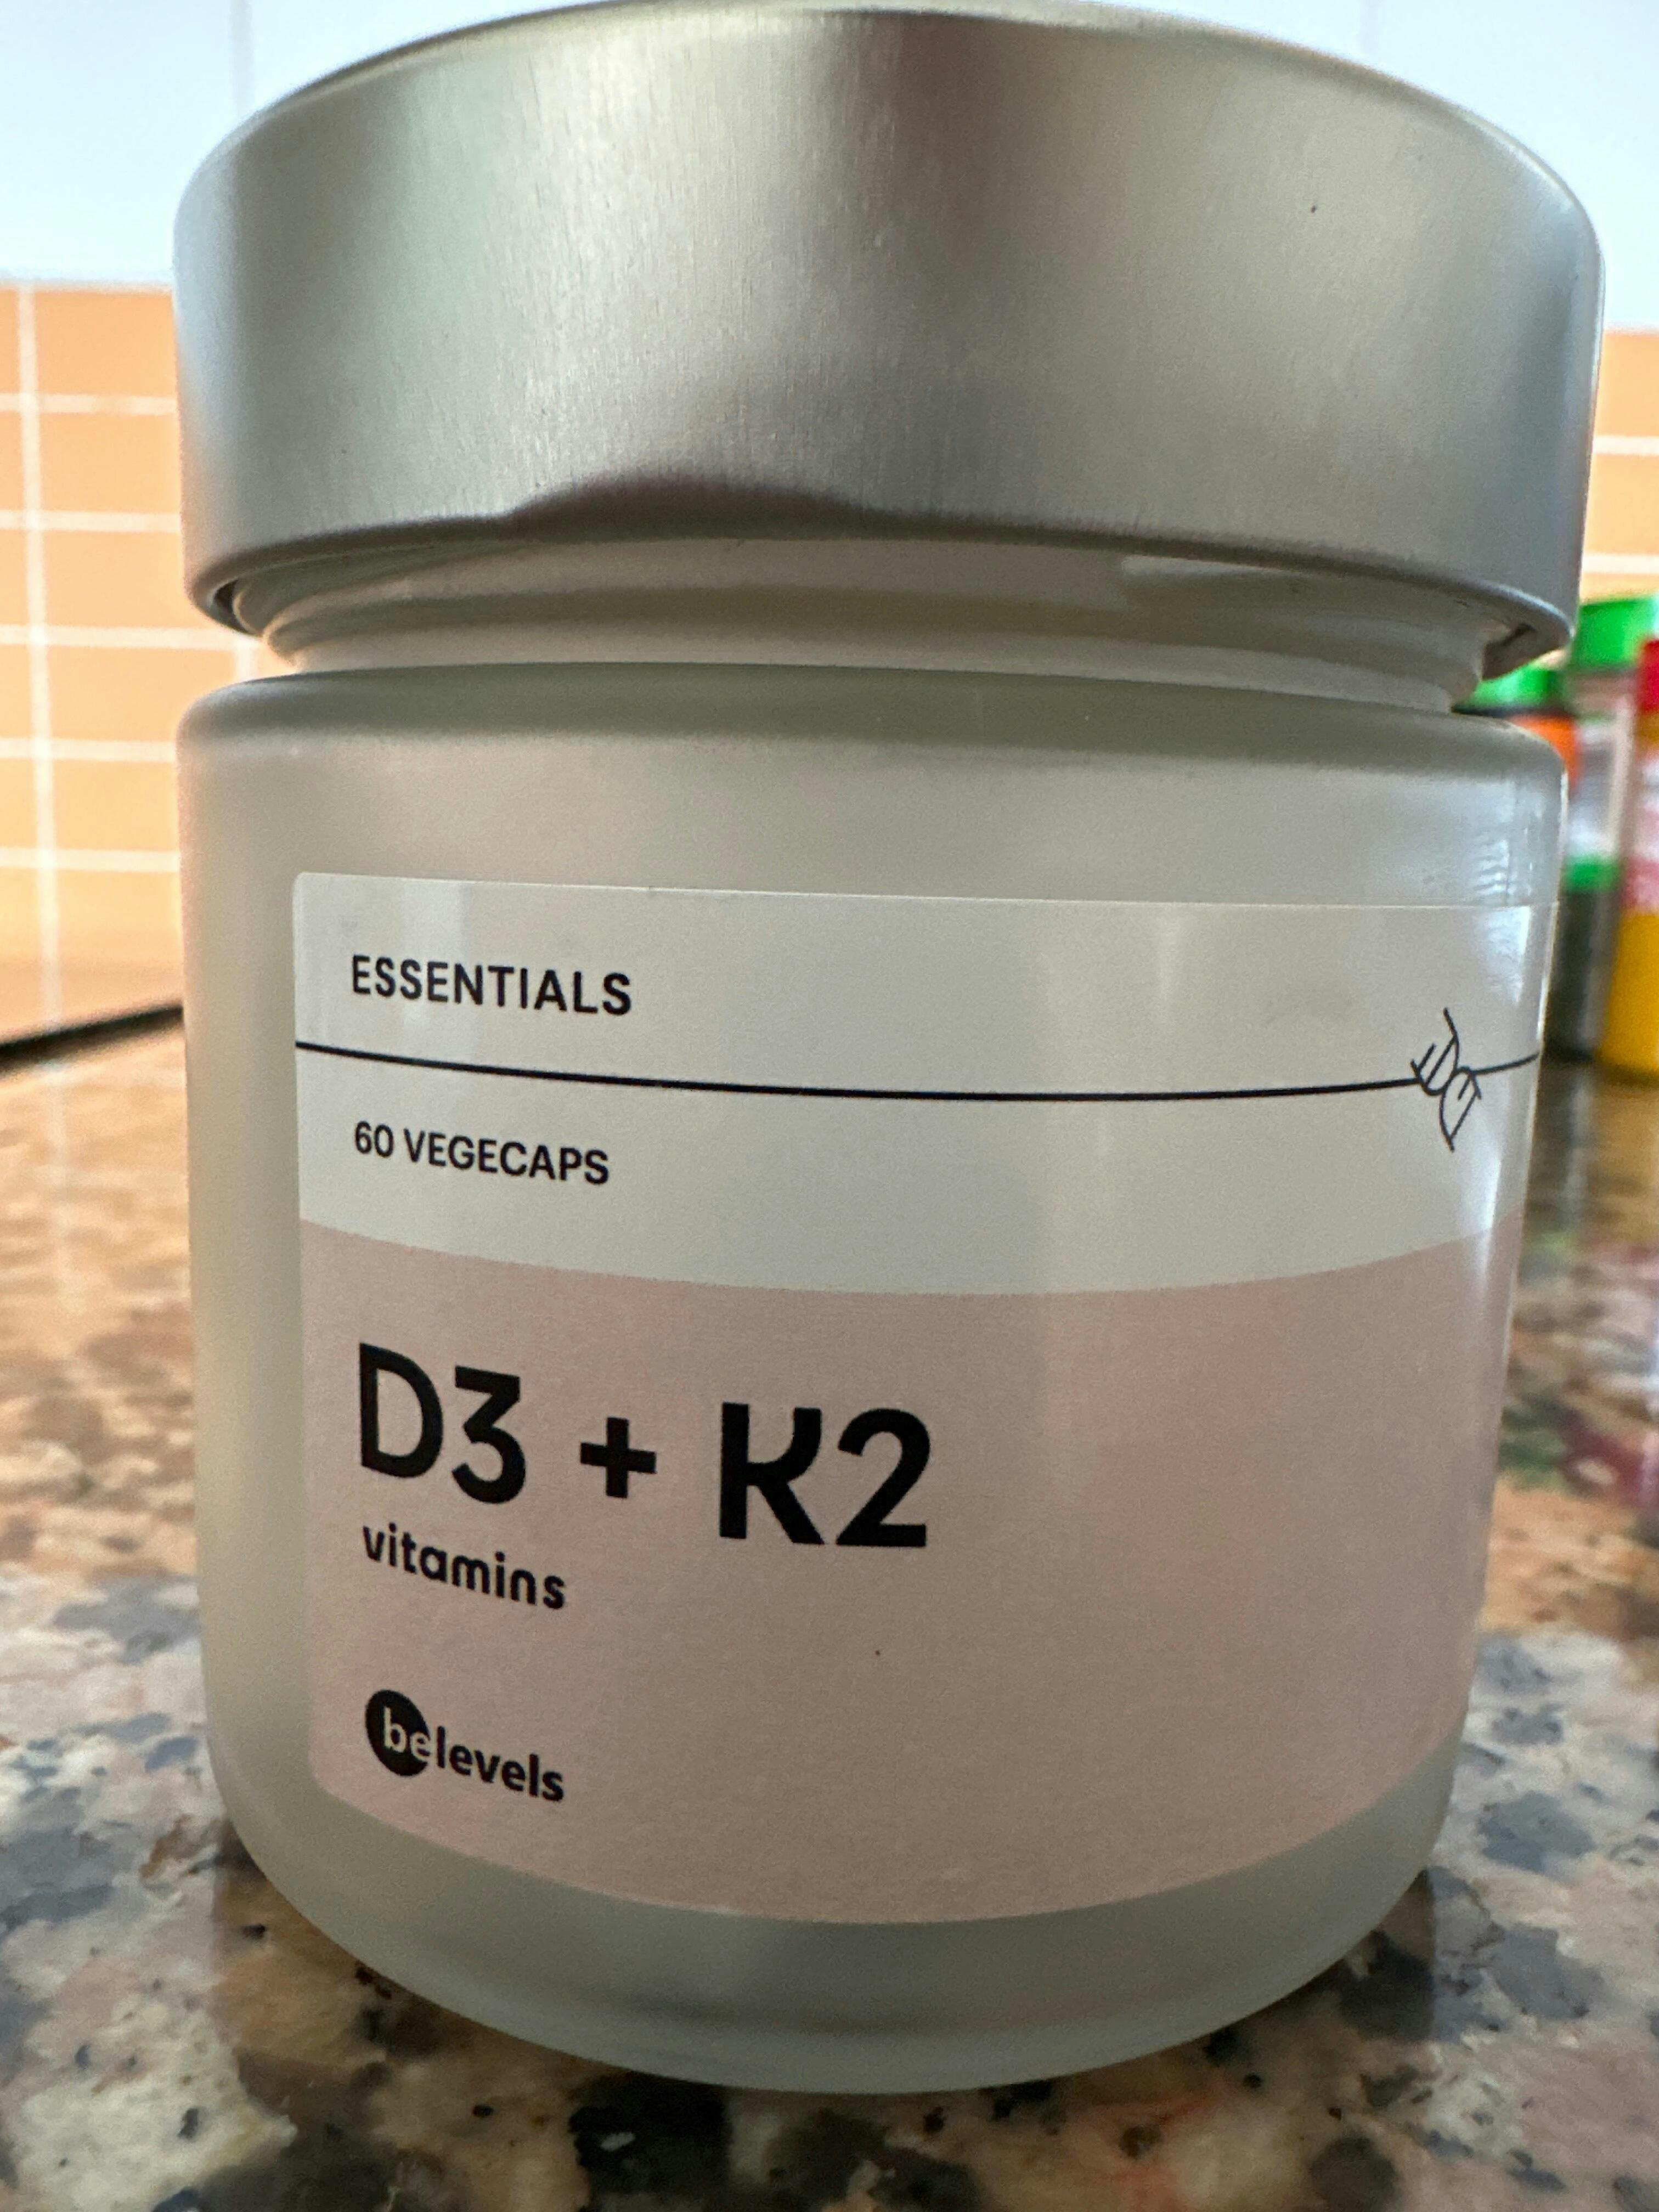 ESSENTIALS
60 VEGECAPS
D3 + K2
vitamins
belevels